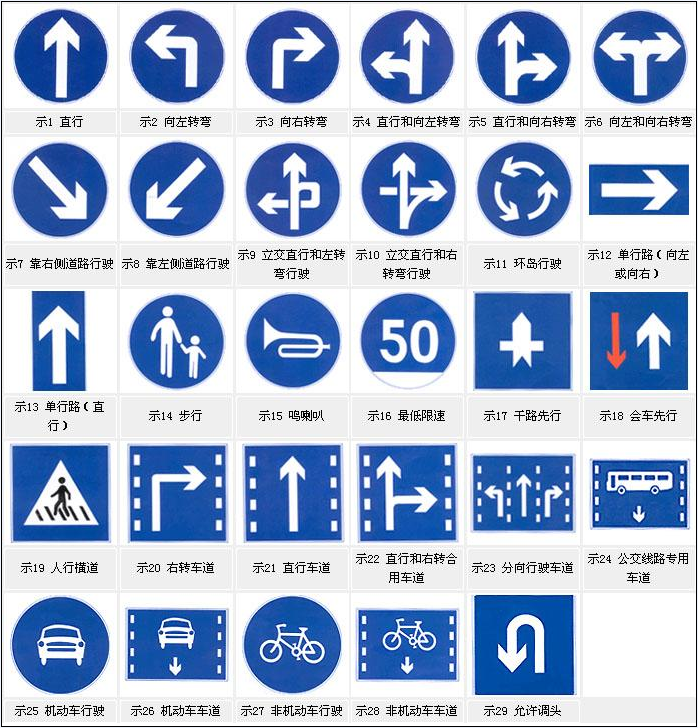 示1 直行
示2 向左转弯
示3 向右转弯
示4 直行和向左转弯
示5 直行和向右转弯
示6 向左和向右转弯
示7 靠右侧道路行驶
示8 靠左侧道路行驶
示9 立交直行和左转
弯行驶
示10 立交直行和右
转弯行驶
示11 环岛行驶
示12 单行路(向左
或向右)
50
示13 单行路(直
行)
示14 步行
示15 鸣喇叭
示16 最低限速
示17 干路先行
示18 会车先行
示19 人行横道
示20 右转车道
示21 直行车道
示22 直行和右转合
用车道
示23 分向行驶车道
示24 公交线路专用
车道
示25 机动车行驶
示26 机动车车道
示27 非机动车行驶
示28 非机动车车道
示29 允许调头